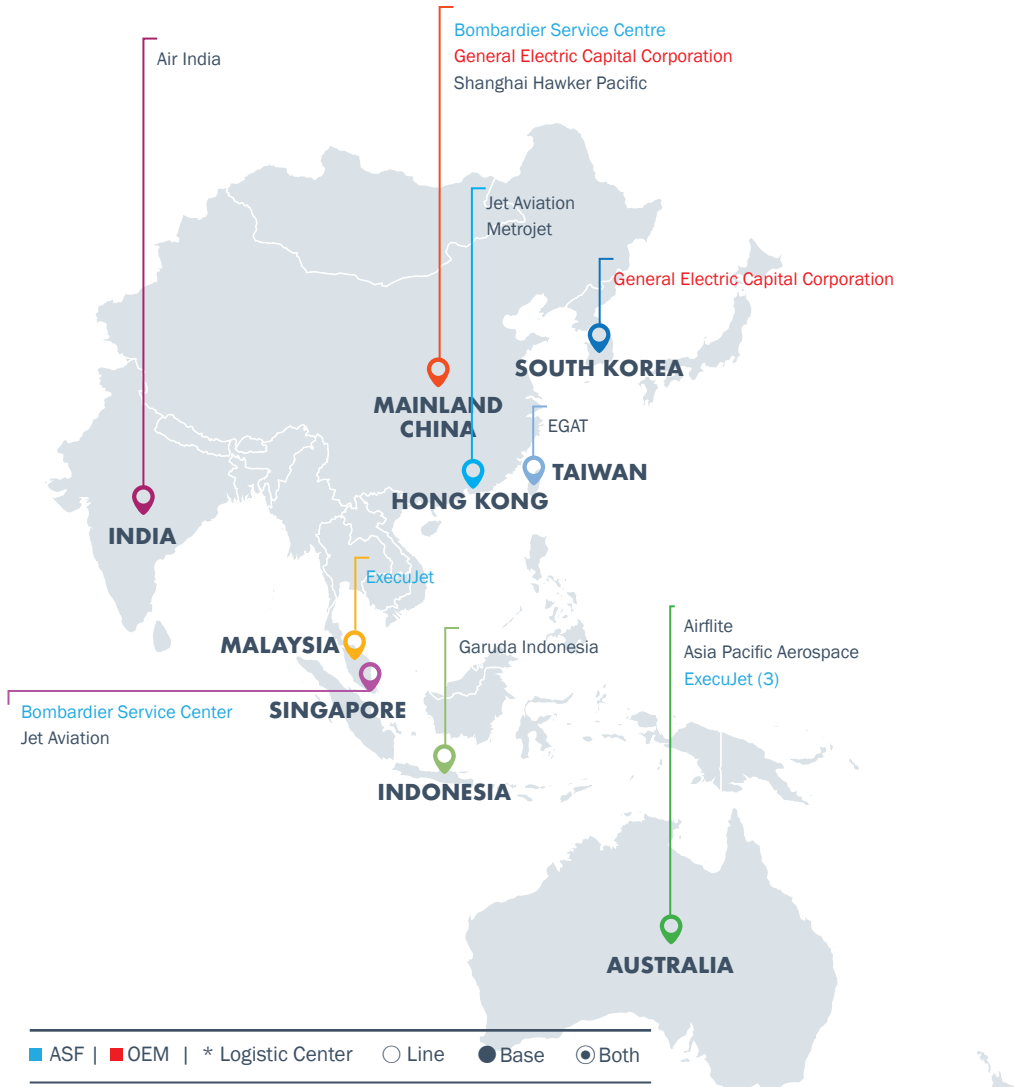 Bombardier Service Centre
General Electric Capital Corporation
Shanghai Hawker Pacific
Air India
Jet Aviation
Metrojet
General Electric Capital Corporation
SOUTH KOREA
MAINLAND
CHINA
EGAT
TAIWAN
HONG KONG
INDIA
ExecuJet
MALAYSIA
Garuda Indonesia
Airflite
Asia Pacific Aerospace
ExecuJet (3)
SINGAPORE
Bombardier Service Center
Jet Aviation
INDONESIA
AUSTRALIA
ASF | OEM | * Logistic Center Line Base Both